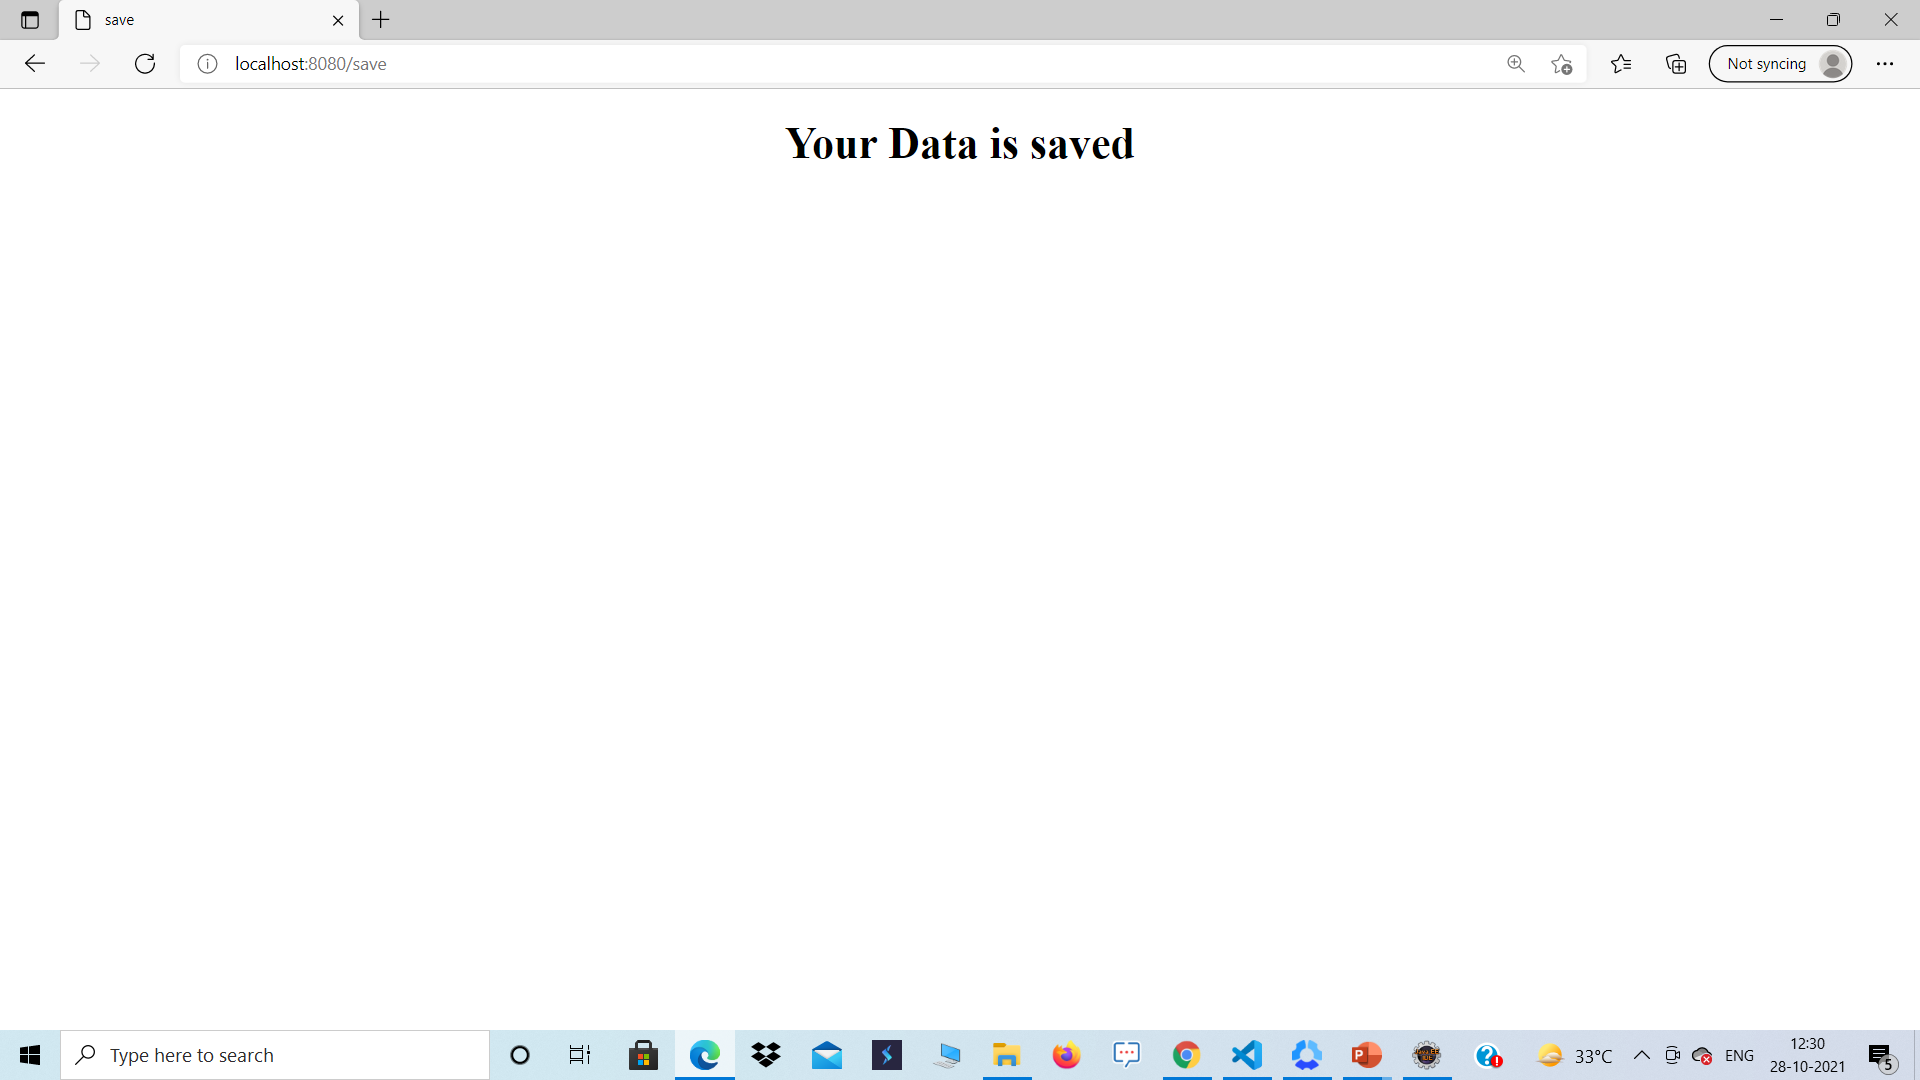 save
localhost:8080/save
Not syncing
Your Data is saved
Type here to search
33°C
ENG
12:30
28-10-2021
5